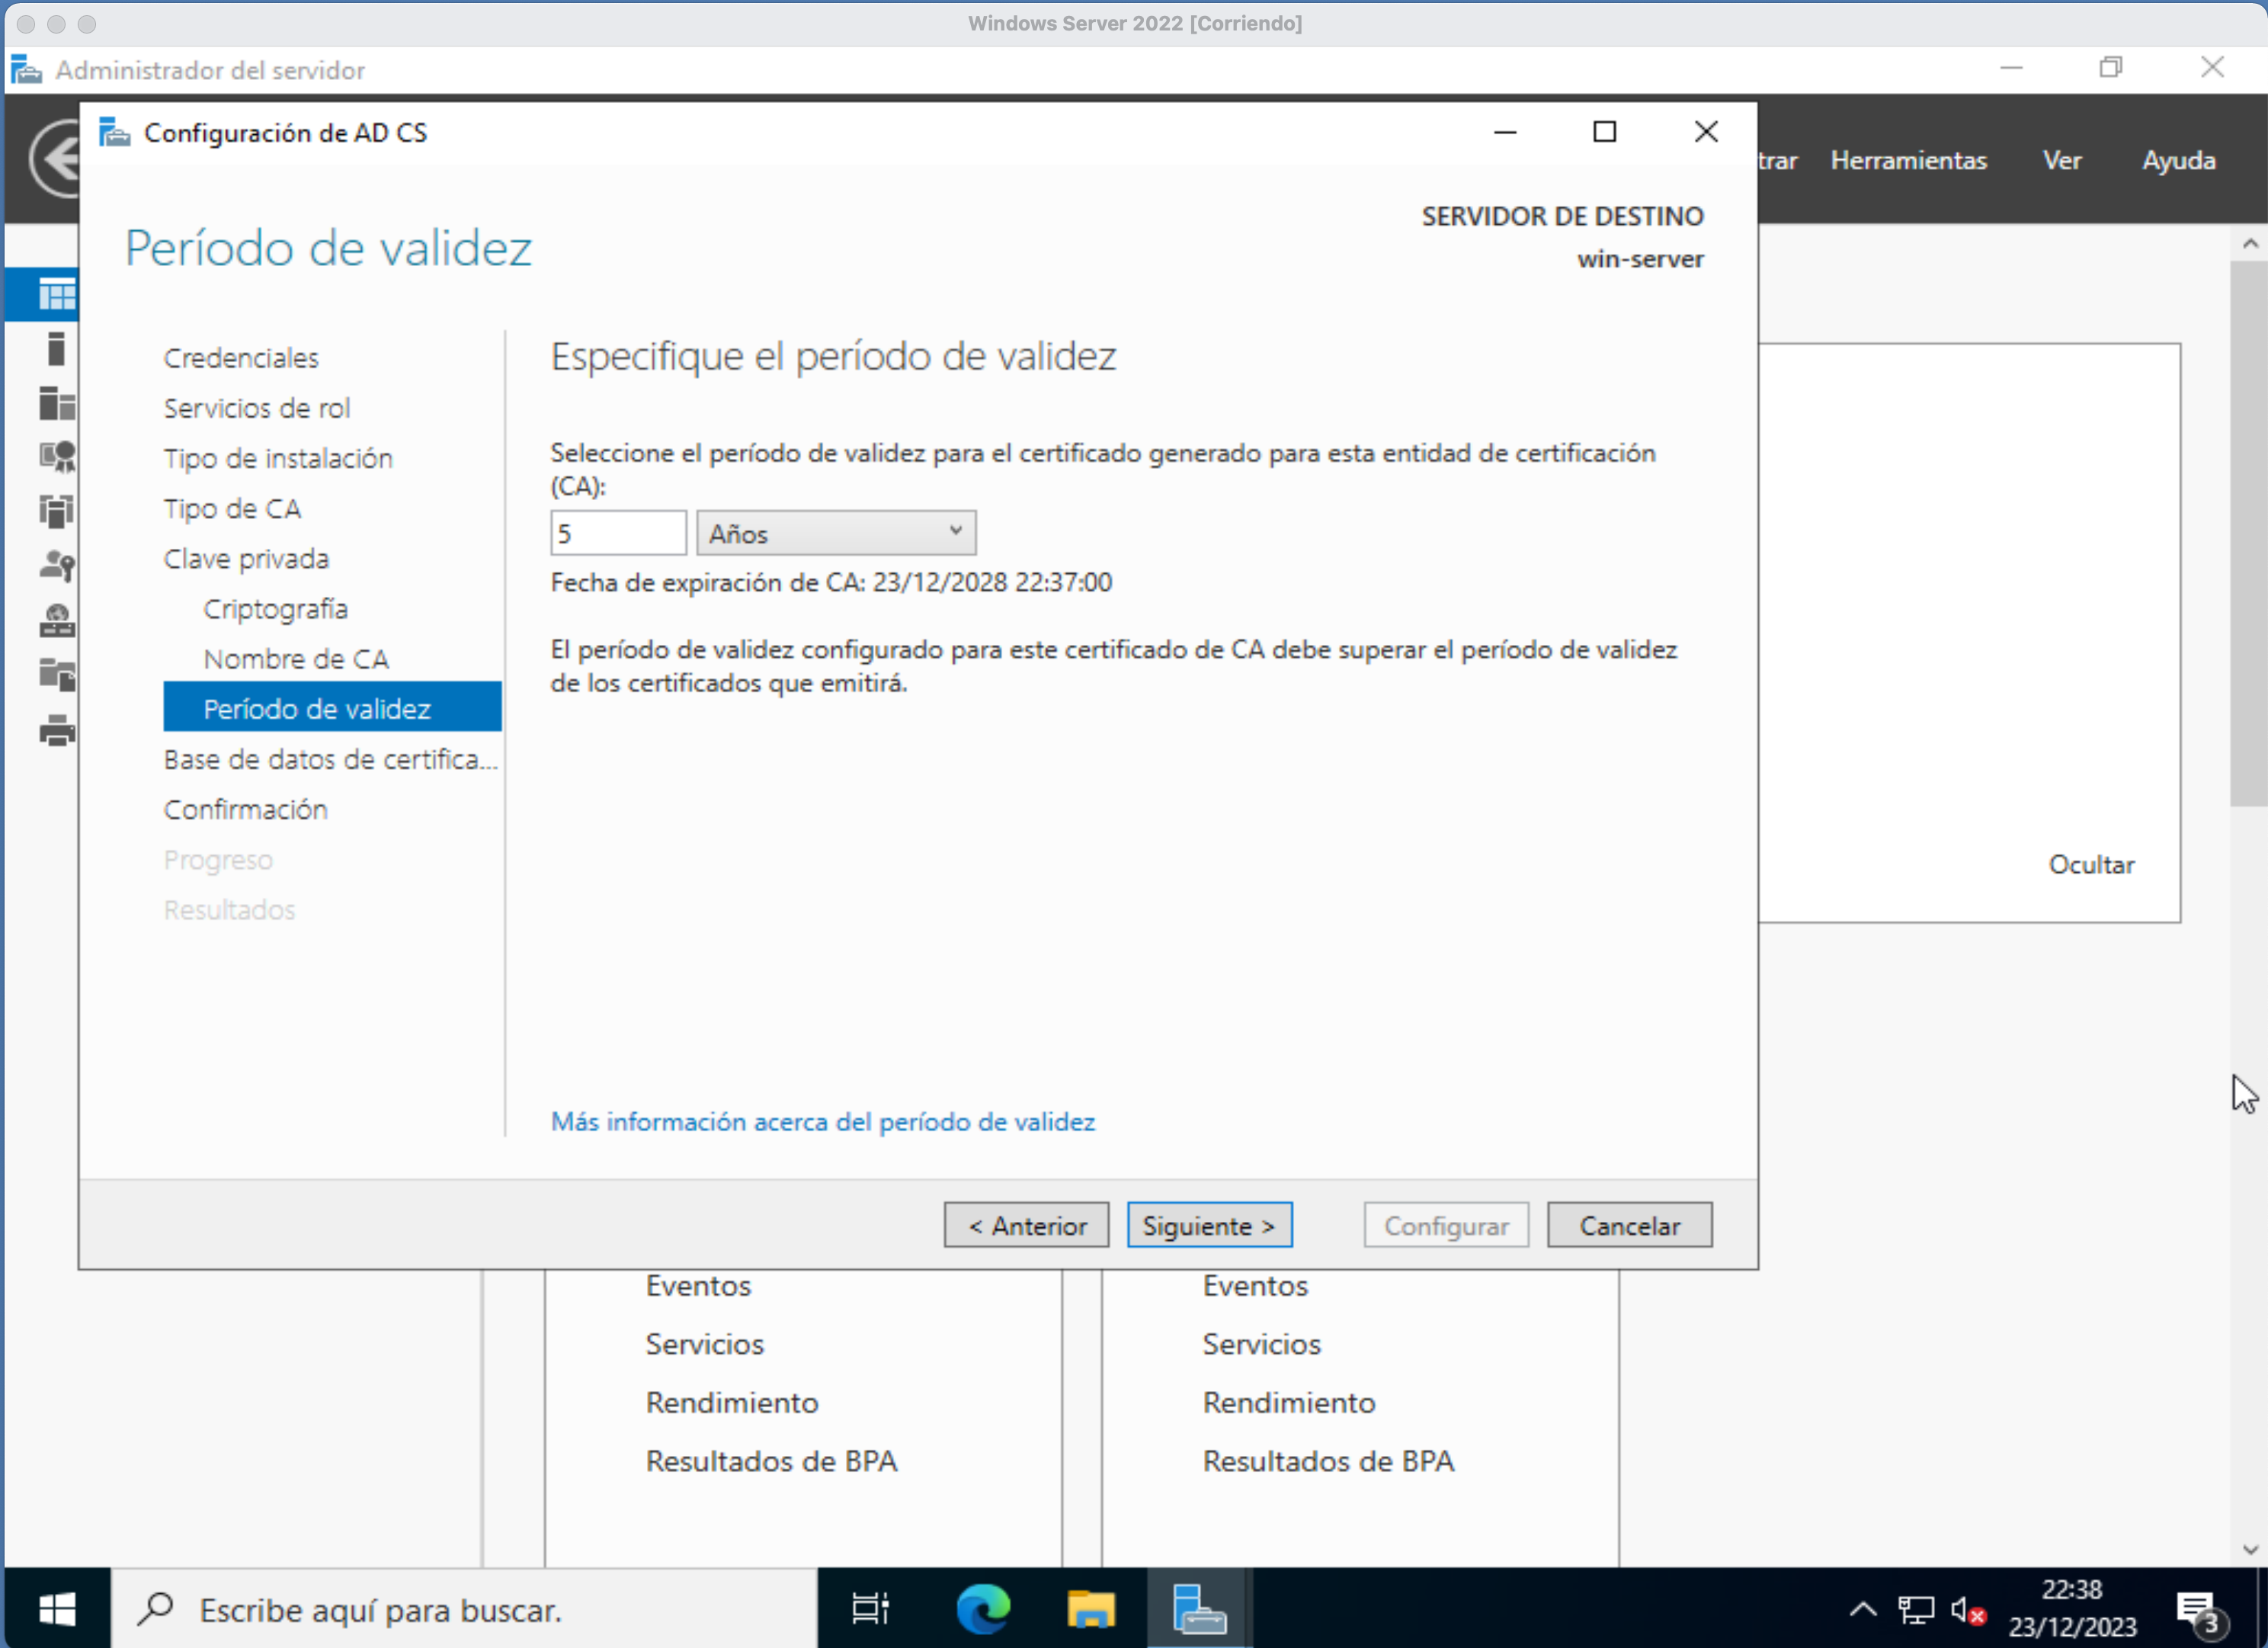 Windows Server 2022 [Corriendo]
Administrador del servidor
Configuración de AD CS
trar Herramientas Ver Ayuda
Período de validez
SERVIDOR DE DESTINO
win-server
Credenciales
Servicios de rol
Tipo de instalación
Tipo de CA
Clave privada
Criptografía
Nombre de CA
Período de validez
Base de datos de certifica...
Confirmación
Progreso
Resultados
Especifique el período de validez
Seleccione el período de validez para el certificado generado para esta entidad de certificación
(CA):
5 Años
Fecha de expiración de CA: 23/12/2028 22:37:00
El período de validez configurado para este certificado de CA debe superar el período de validez
de los certificados que emitirá.
Más información acerca del período de validez
< Anterior Siguiente > Configurar Cancelar
Ocultar
Eventos
Servicios
Rendimiento
Resultados de BPA
Eventos
Servicios
Rendimiento
Resultados de BPA
Escribe aquí para buscar.
22:38
23/12/2023
3